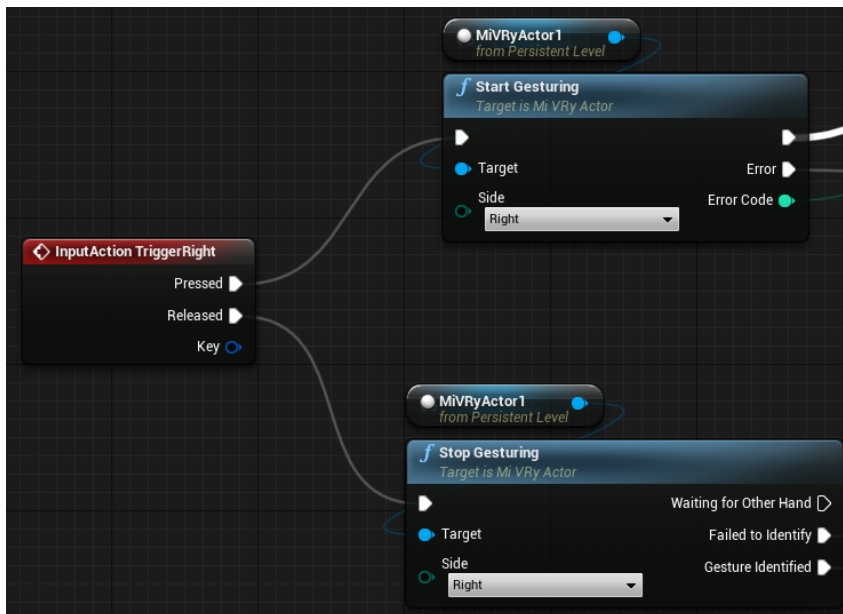 MiVRyActor1
from Persistent Level
f Start Gesturing
Target is Mi VRy Actor
Target
Error
Side
Error Code
Right
InputAction TriggerRight
Pressed
Released
Key
MiVRyActor1
from Persistent Level
f Stop Gesturing
Target is Mi VRy Actor
Waiting for Other Hand
Target
Failed to Identify
Side
Gesture Identified
Right